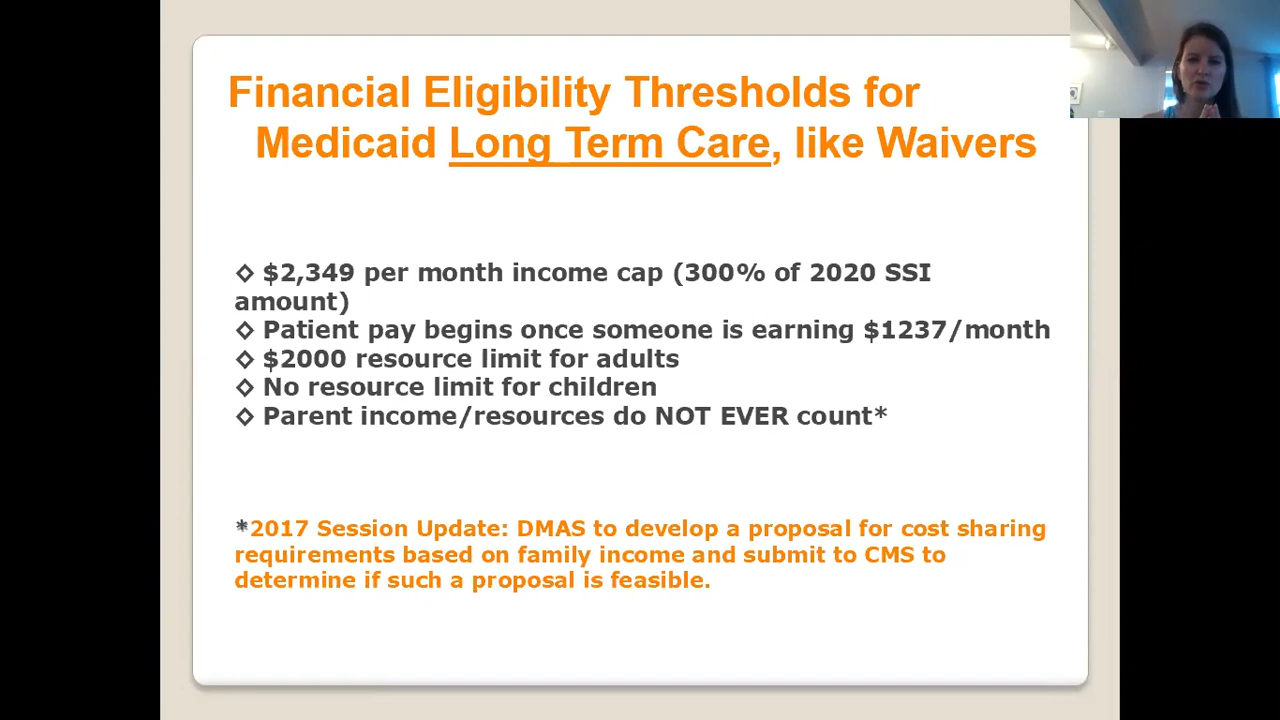 Financial Eligibility Thresholds for
Medicaid Long Term Care, like Waivers
◇ $2,349 per month income cap (300% of 2020 SSI
amount)
◇ Patient pay begins once someone is earning $1237/month
◇ $2000 resource limit for adults
◇ No resource limit for children
◇ Parent income/resources do NOT EVER count*
*2017 Session Update: DMAS to develop a proposal for cost sharing
requirements based on family income and submit to CMS to
determine if such a proposal is feasible.